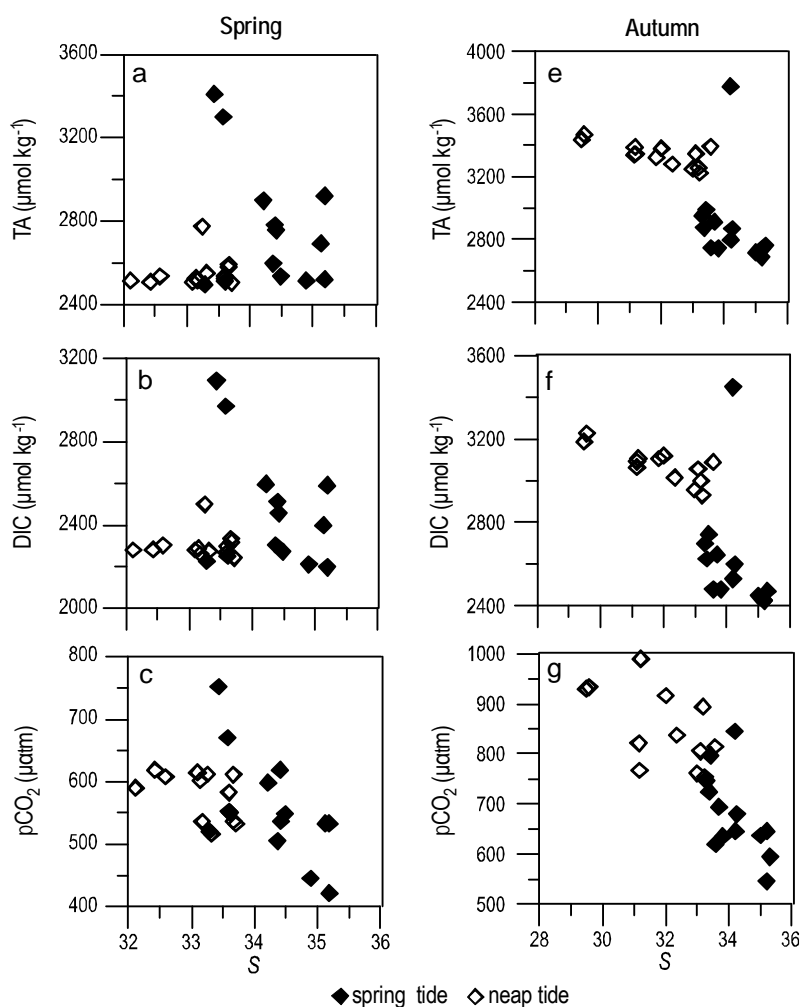 Spring
Autumn
a
TA (µmol kg⁻¹)
3600
3200
2800
2400
e
TA (µmol kg⁻¹)
4000
3600
3200
2800
2400
b
DIC (µmol kg⁻¹)
3200
2800
2400
2000
f
DIC (µmol kg⁻¹)
3600
3200
2800
2400
c
pCO₂ (µatm)
800
700
600
500
400
32 33 34 35 36
S
g
pCO₂ (µatm)
1000
900
800
700
600
500
28 30 32 34 36
S
◆ spring tide ◇ neap tide